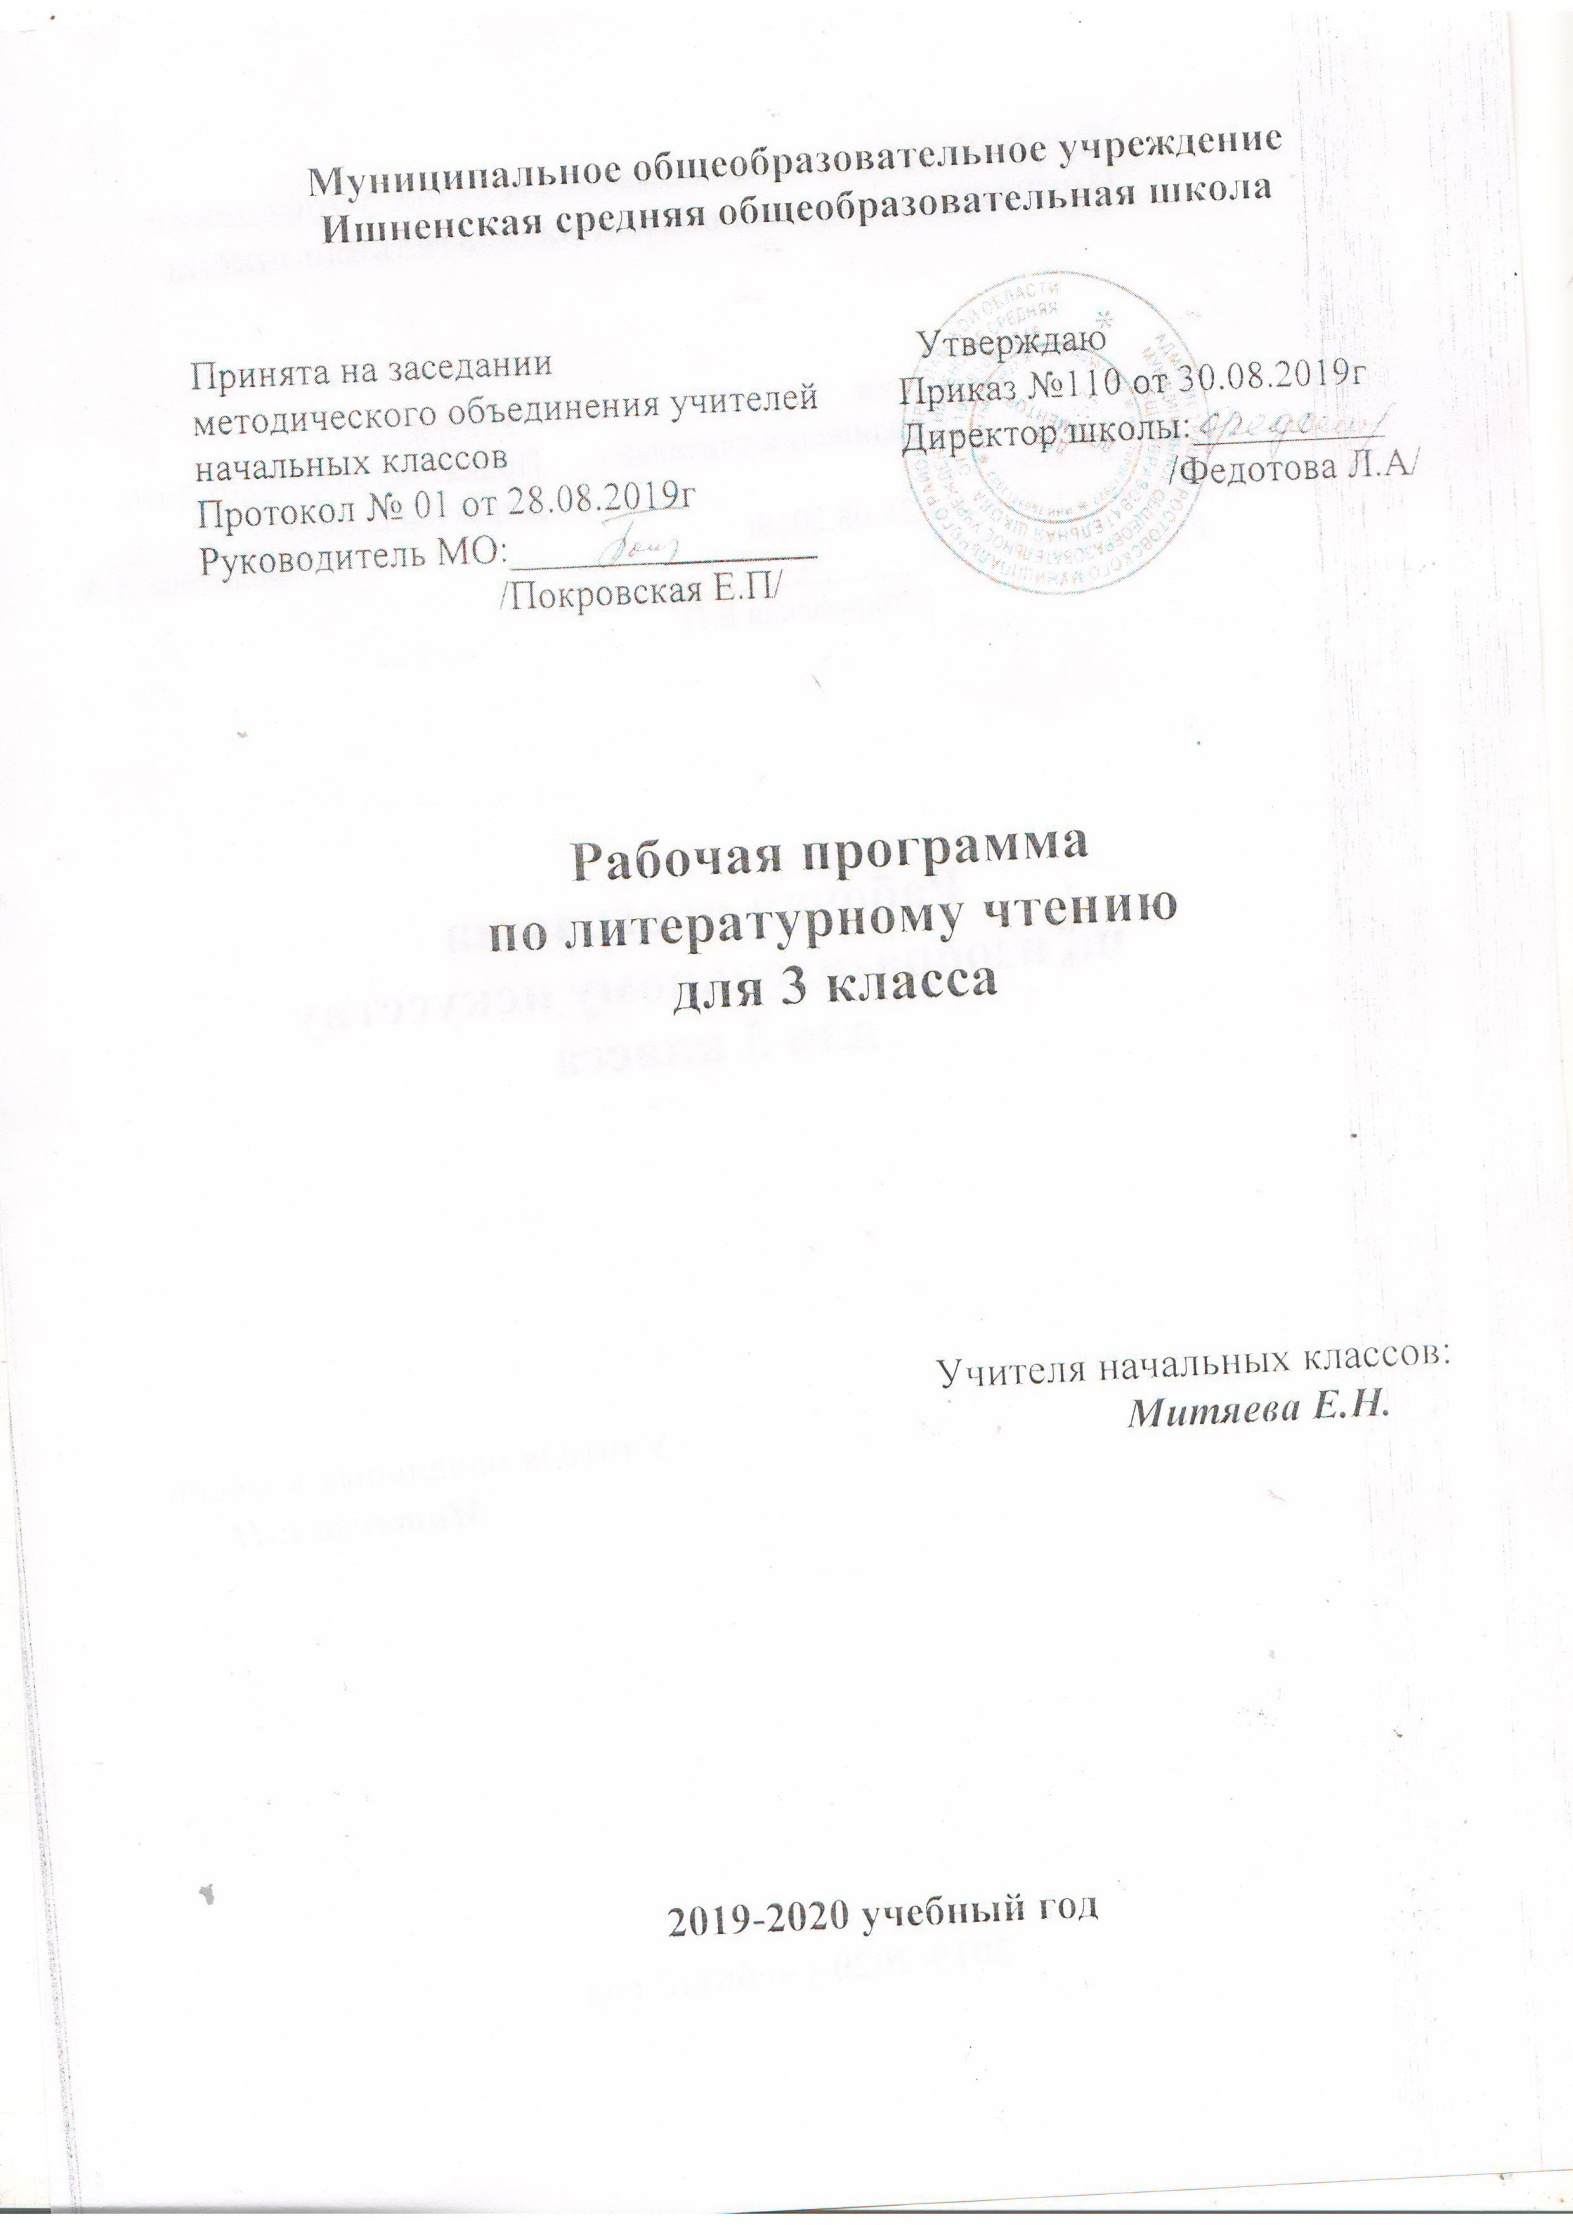 Муниципальное общеобразовательное учреждение
Ишненская средняя общеобразовательная школа
Принята на заседании
методического объединения учителей
начальных классов
Протокол № 01 от 28.08.2019г
Руководитель МО:
/Покровская Е.П/
Утверждаю
Приказ №110 от 30.08.2019г
Директор школы:
/Федотова Л.А/
Рабочая программа
по литературному чтению
для 3 класса
Учителя начальных классов:
Митяева Е.Н.
2019-2020 учебный год